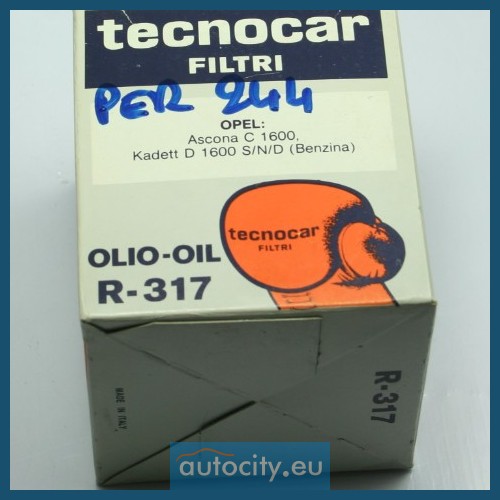 tecnocar
FILTRI
PER 244
OPEL:
Ascona C 1600,
Kadett D 1600 S/N/D (Benzina)
tecnocar
FILTRI
OLIO-OIL
R-317
MADE IN ITALY
R-317
autocity.eu